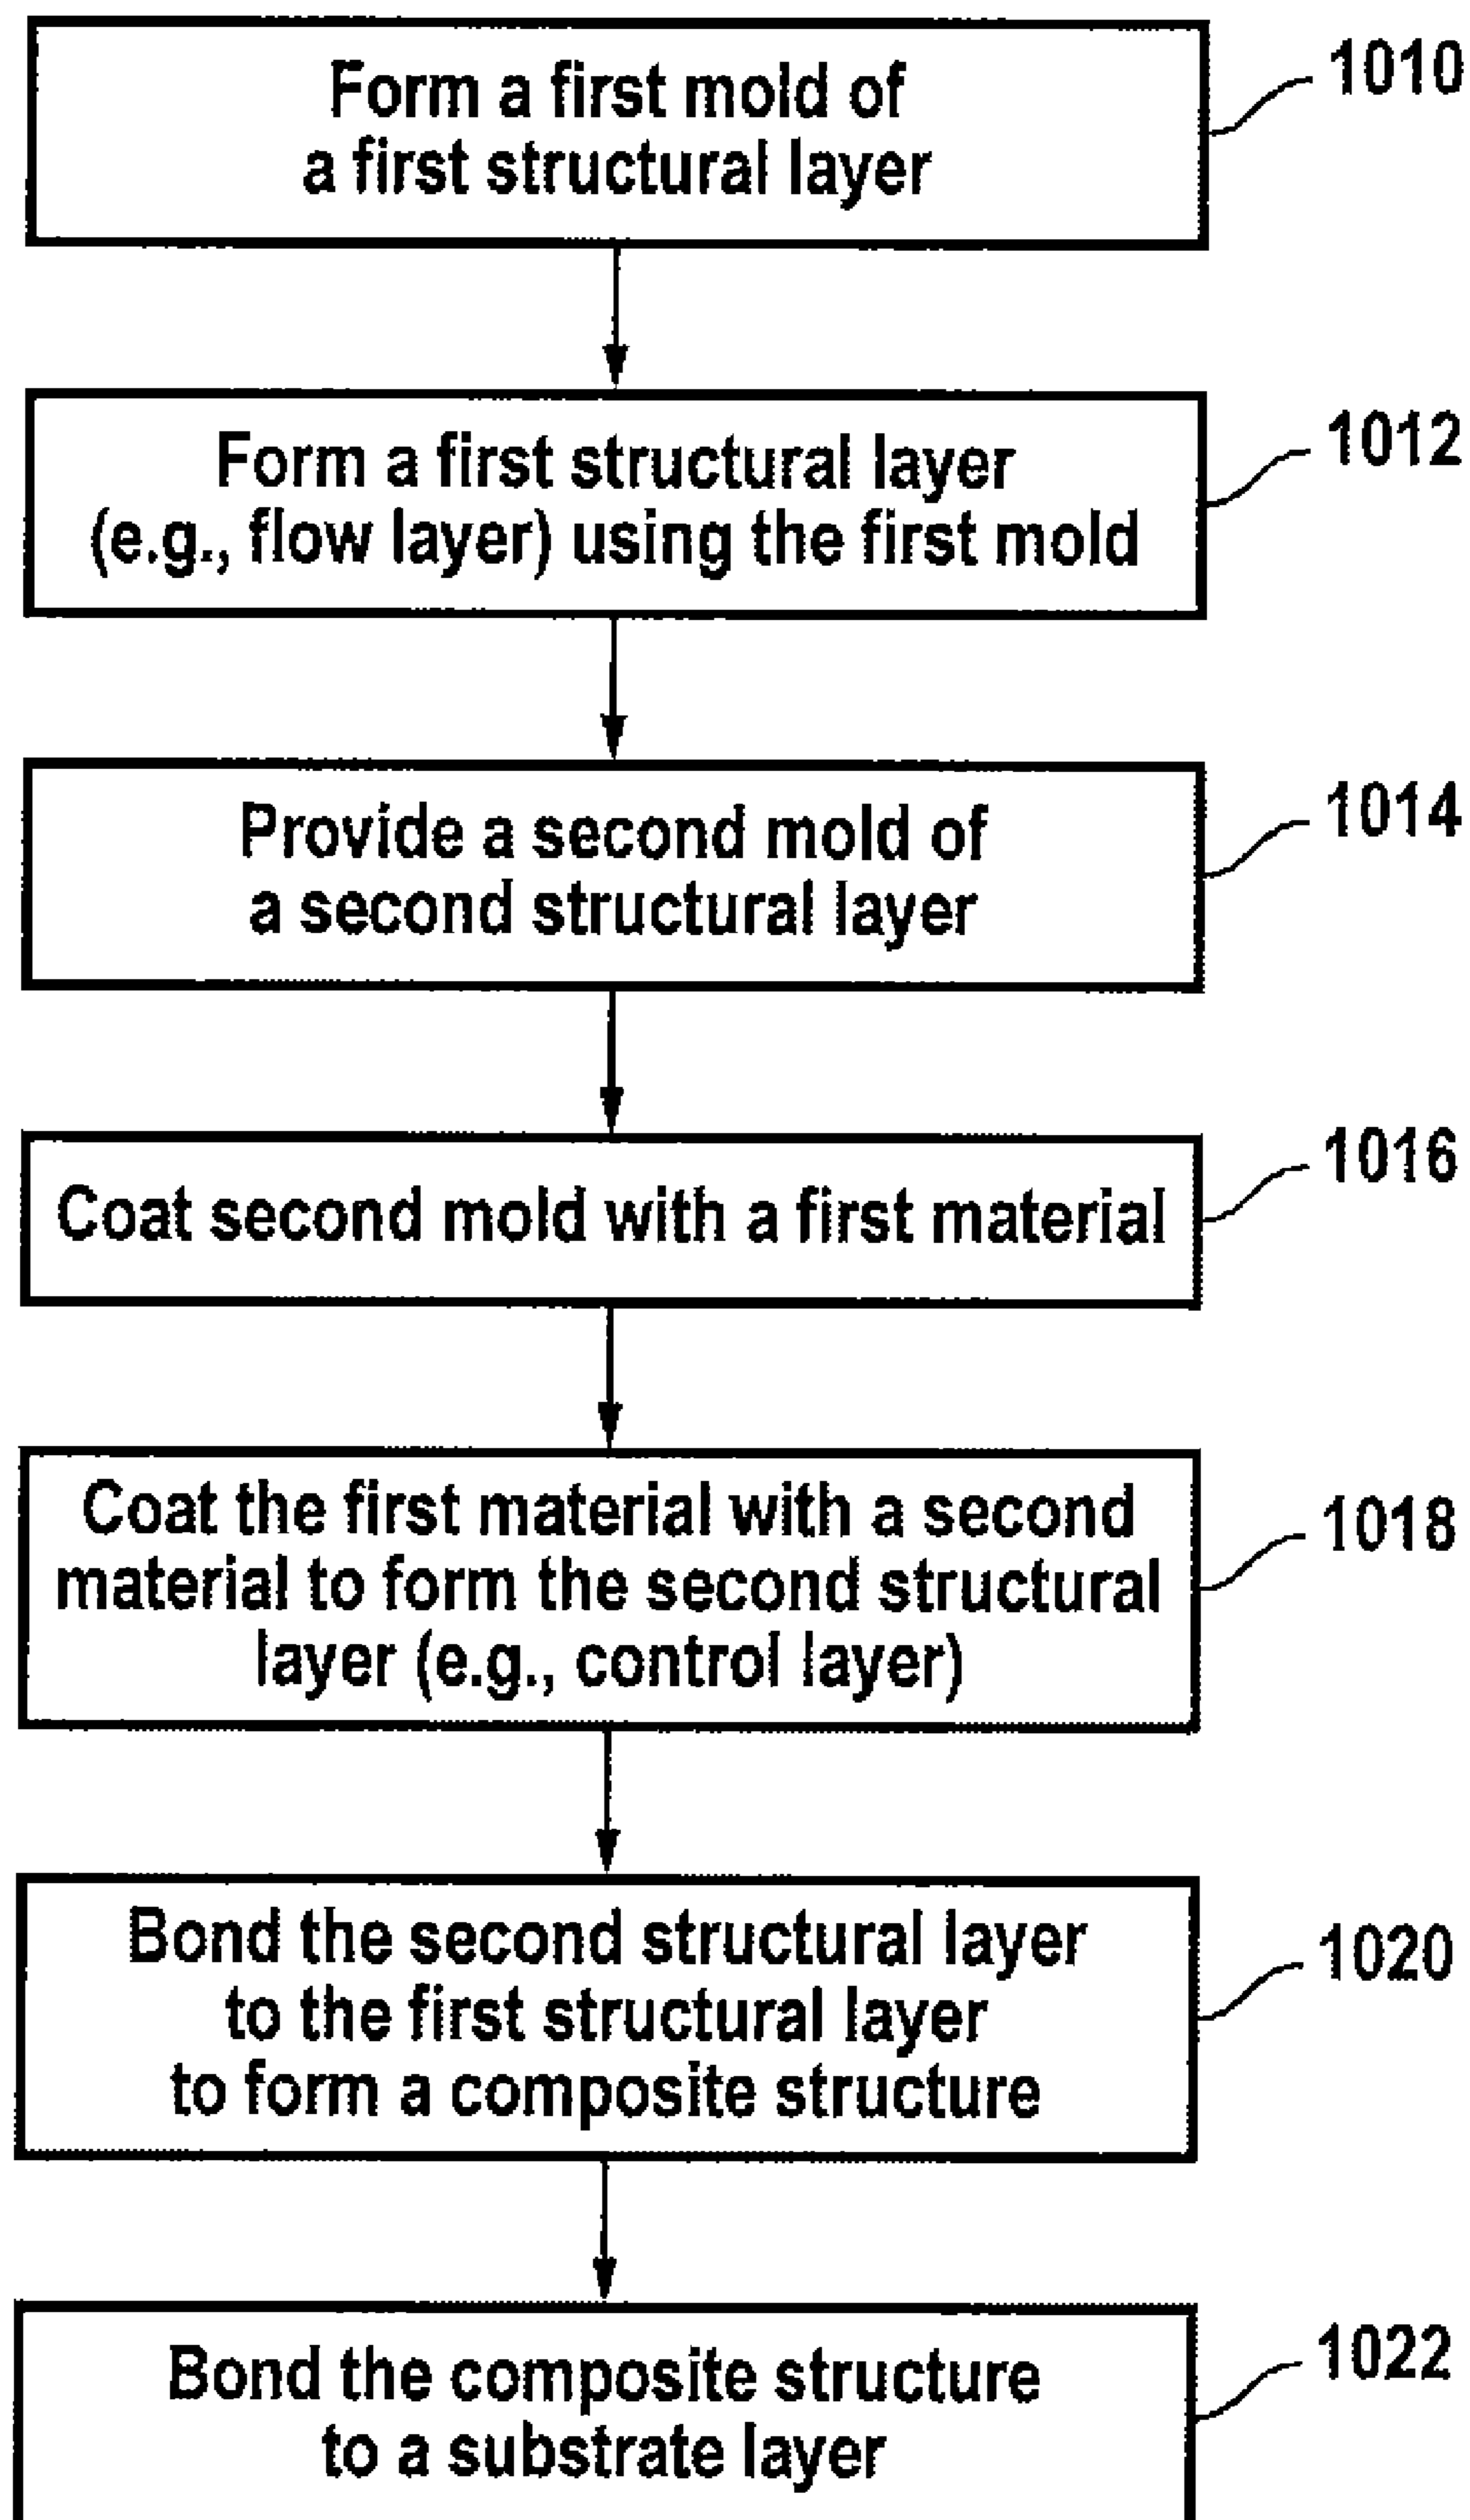 Form a first mold of
a first structural layer
1010
Form a first structural layer
(e.g., flow layer) using the first mold
1012
Provide a second mold of
a second structural layer
1014
Coat second mold with a first material
1016
Coat the first material with a second
material to form the second structural
layer (e.g., control layer)
1018
Bond the second structural layer
to the first structural layer
to form a composite structure
1020
Bond the composite structure
to a substrate layer
1022